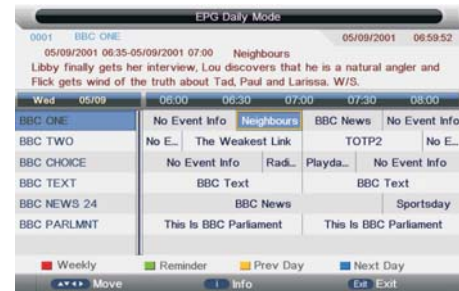 EPG Daily Mode
0001 BBC ONE 05/09/2001 06:59:52
05/09/2001 06:35-05/09/2001 07:00 Neighbours
Libby finally gets her interview, Lou discovers that he is a natural angler and
Flick gets wind of the truth about Tad, Paul and Larissa. W/S.
Wed 05/09 06:00 06:30 07:00 07:30 08:00
BBC ONE No Event Info Neighbours BBC News No Event Info
BBC TWO No E... The Weakest Link TOTP2 No E...
BBC CHOICE No Event Info Radi... Playda... No Event Info
BBC TEXT BBC Text BBC Text
BBC NEWS 24 BBC News Sportsday
BBC PARLMNT This Is BBC Parliament This Is BBC Parliament
Weekly Reminder Prev Day Next Day
Move i Info Exit Exit